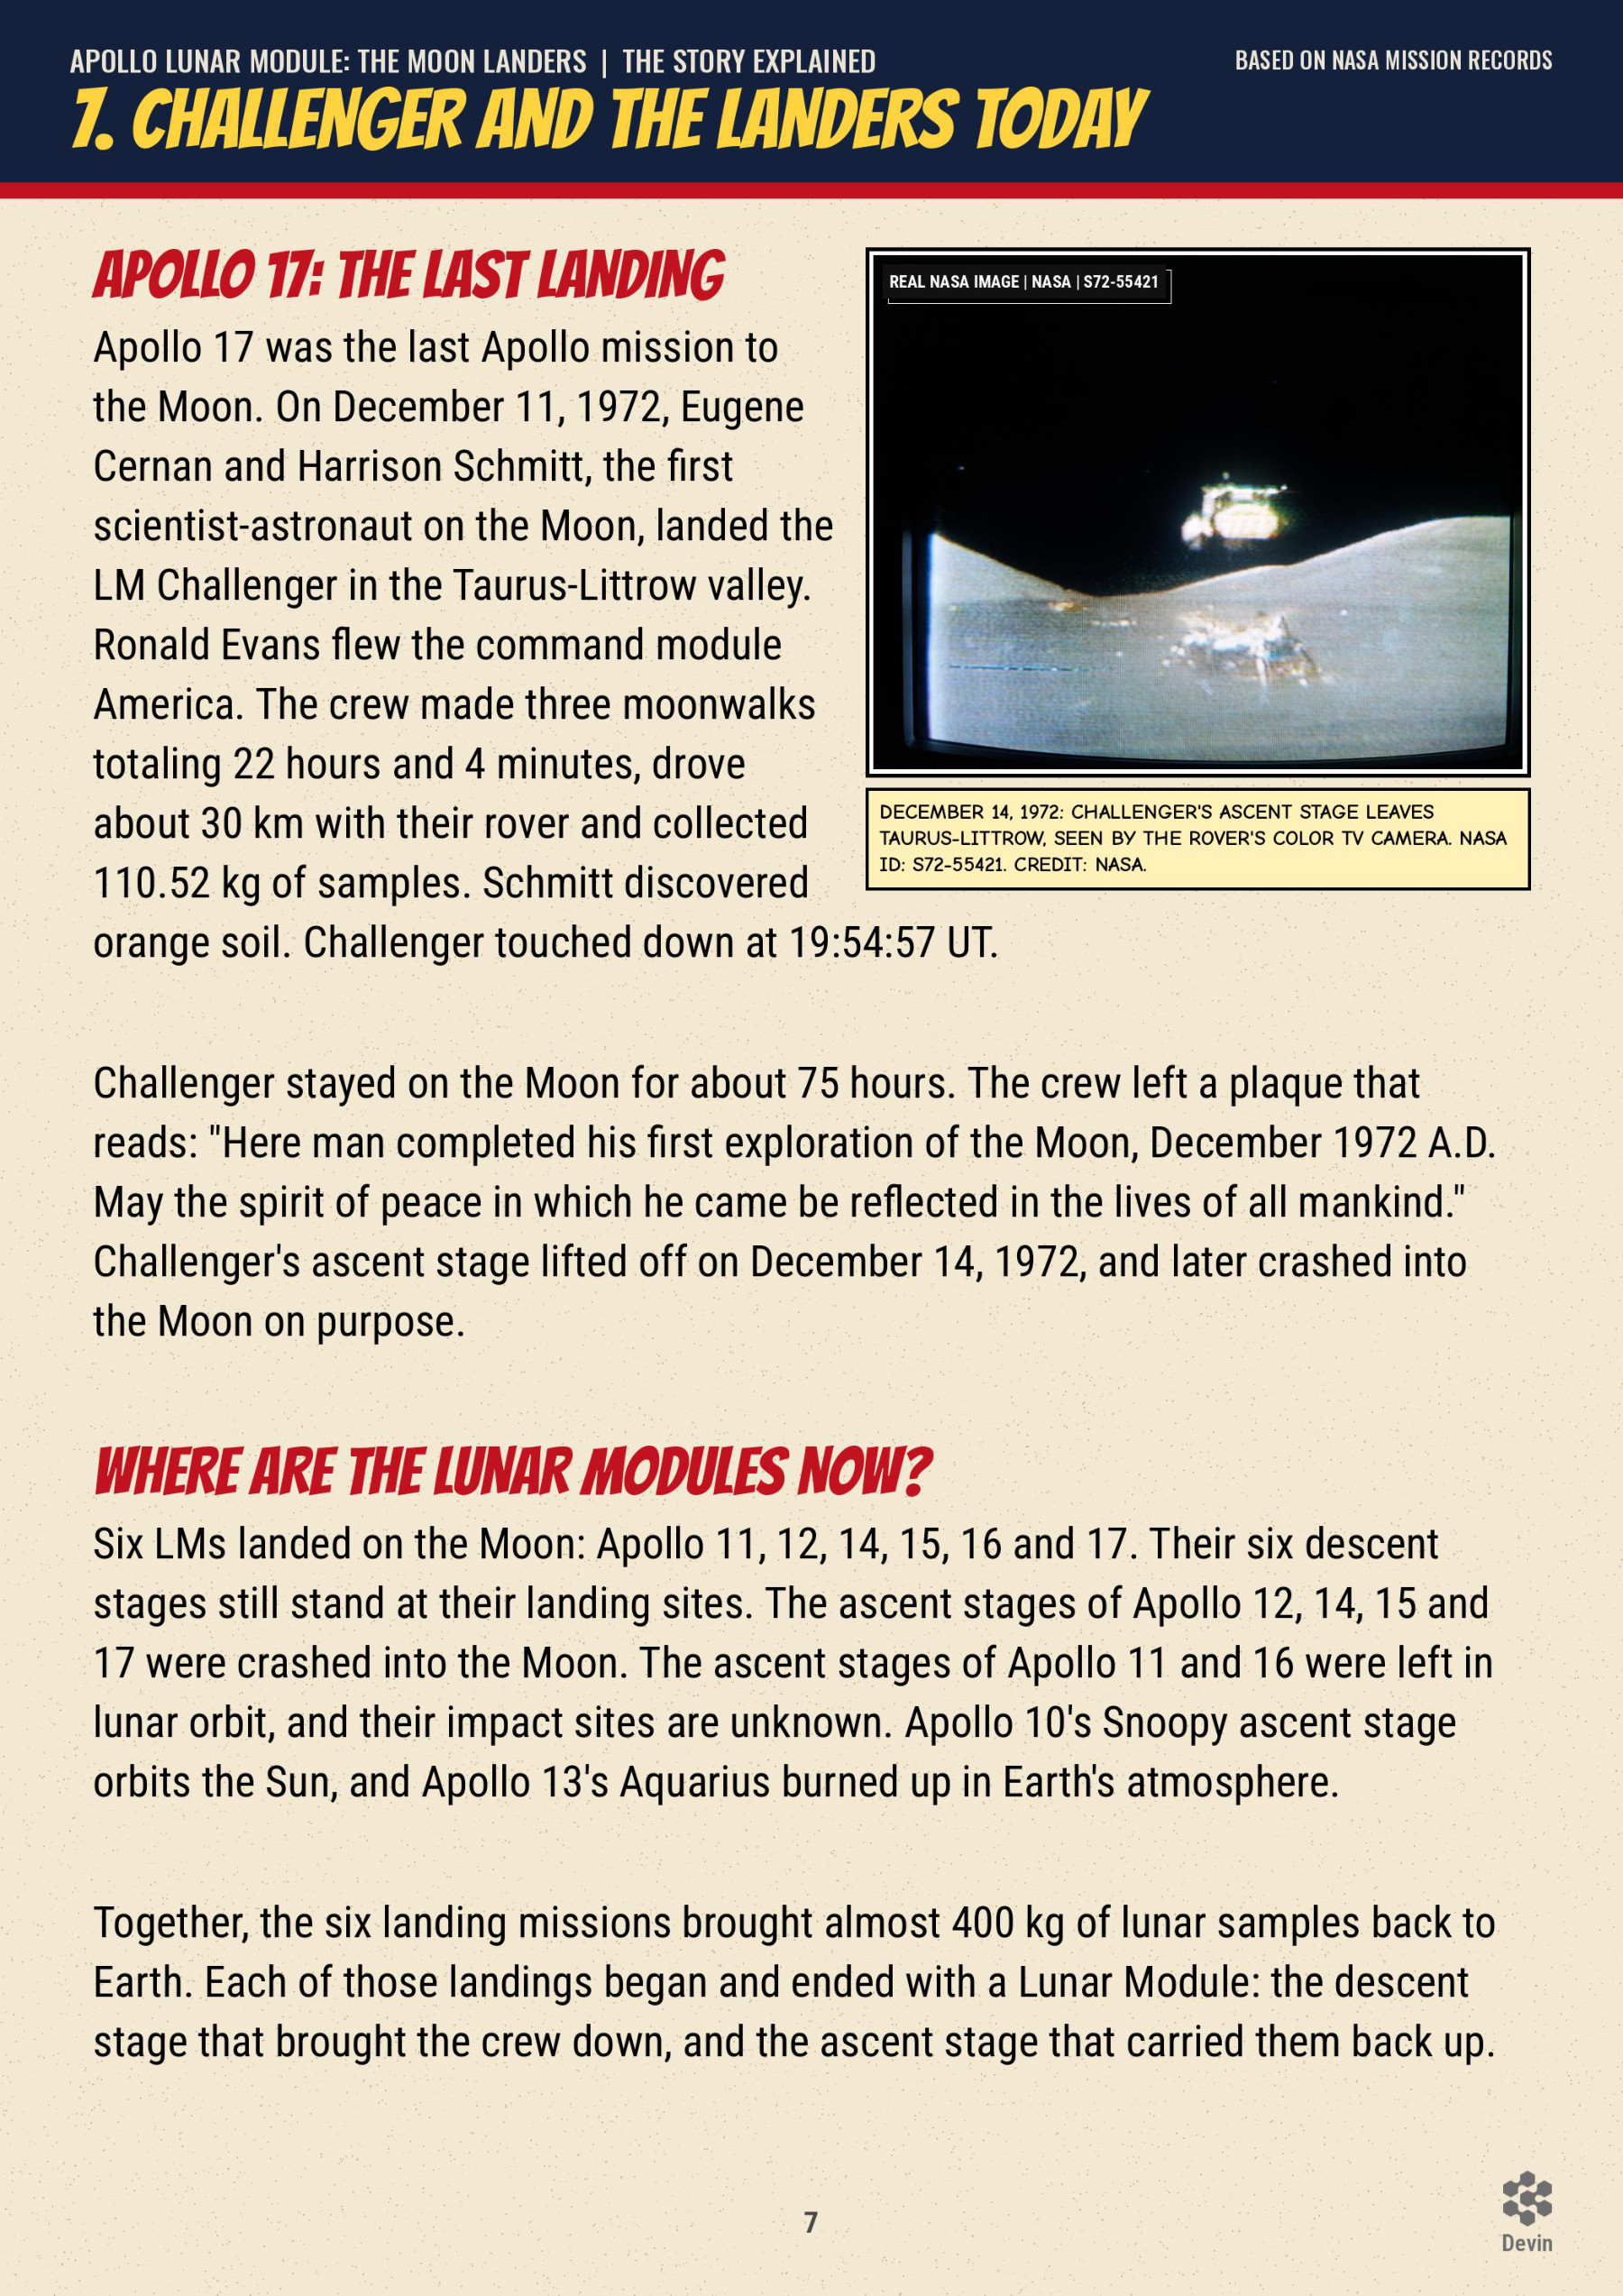 APOLLO LUNAR MODULE: THE MOON LANDERS | THE STORY EXPLAINED
BASED ON NASA MISSION RECORDS
7. CHALLENGER AND THE LANDERS TODAY
APOLLO 17: THE LAST LANDING
Apollo 17 was the last Apollo mission to
the Moon. On December 11, 1972, Eugene
Cernan and Harrison Schmitt, the first
scientist-astronaut on the Moon, landed the
LM Challenger in the Taurus-Littrow valley.
Ronald Evans flew the command module
America. The crew made three moonwalks
totaling 22 hours and 4 minutes, drove
about 30 km with their rover and collected
110.52 kg of samples. Schmitt discovered
orange soil. Challenger touched down at 19:54:57 UT.
REAL NASA IMAGE | NASA | S72-55421
DECEMBER 14, 1972: CHALLENGER'S ASCENT STAGE LEAVES
TAURUS-LITTROW, SEEN BY THE ROVER'S COLOR TV CAMERA. NASA
ID: S72-55421. CREDIT: NASA.
Challenger stayed on the Moon for about 75 hours. The crew left a plaque that
reads: "Here man completed his first exploration of the Moon, December 1972 A.D.
May the spirit of peace in which he came be reflected in the lives of all mankind."
Challenger's ascent stage lifted off on December 14, 1972, and later crashed into
the Moon on purpose.
WHERE ARE THE LUNAR MODULES NOW?
Six LMs landed on the Moon: Apollo 11, 12, 14, 15, 16 and 17. Their six descent
stages still stand at their landing sites. The ascent stages of Apollo 12, 14, 15 and
17 were crashed into the Moon. The ascent stages of Apollo 11 and 16 were left in
lunar orbit, and their impact sites are unknown. Apollo 10's Snoopy ascent stage
orbits the Sun, and Apollo 13's Aquarius burned up in Earth's atmosphere.
Together, the six landing missions brought almost 400 kg of lunar samples back to
Earth. Each of those landings began and ended with a Lunar Module: the descent
stage that brought the crew down, and the ascent stage that carried them back up.
7
Devin